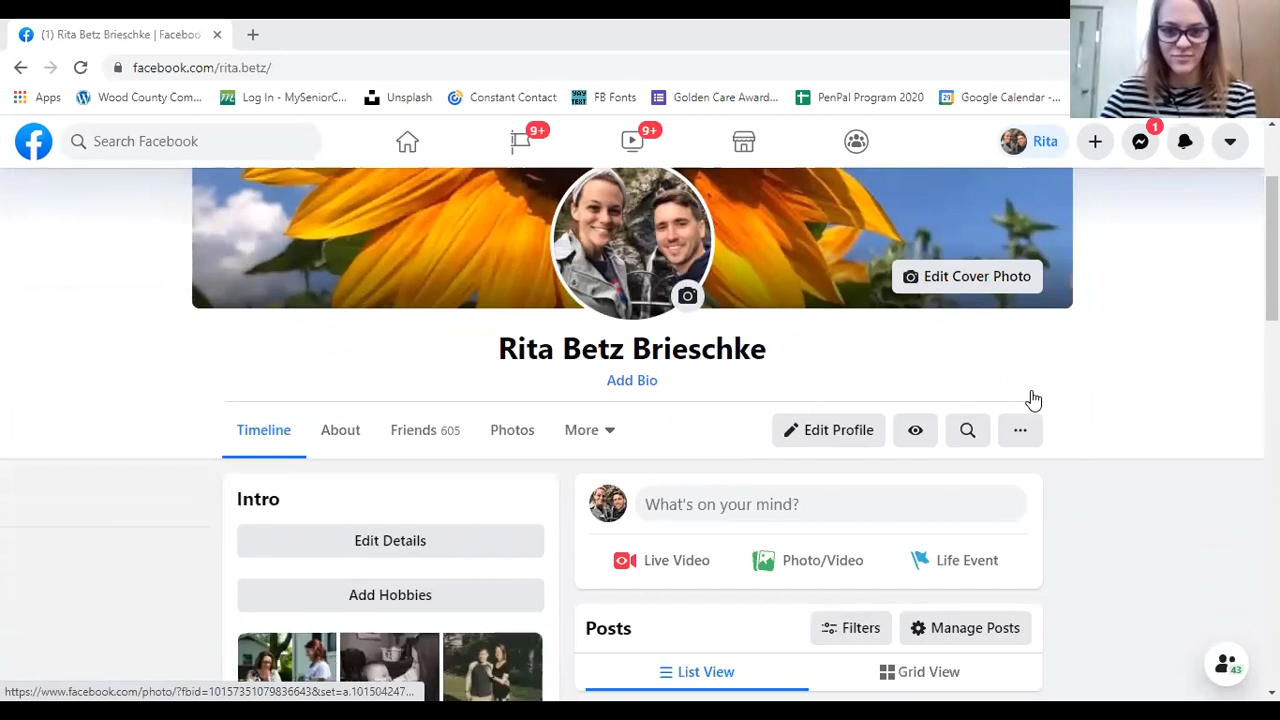 (1) Rita Betz Brieschke | Faceboo
facebook.com/rita.betz/
Apps Wood County Com... Log In - MySeniorC... Unsplash Constant Contact YAY TEXT FB Fonts Golden Care Award... PenPal Program 2020 Google Calendar -...
Search Facebook 9+ 9+ Rita 1
Edit Cover Photo
Rita Betz Brieschke
Add Bio
Timeline About Friends 605 Photos More Edit Profile
Intro
What's on your mind?
Edit Details
Live Video Photo/Video Life Event
Add Hobbies
Posts Filters Manage Posts
List View Grid View
43
https://www.facebook.com/photo/?fbid=10157351079836643&set=a.101504247...